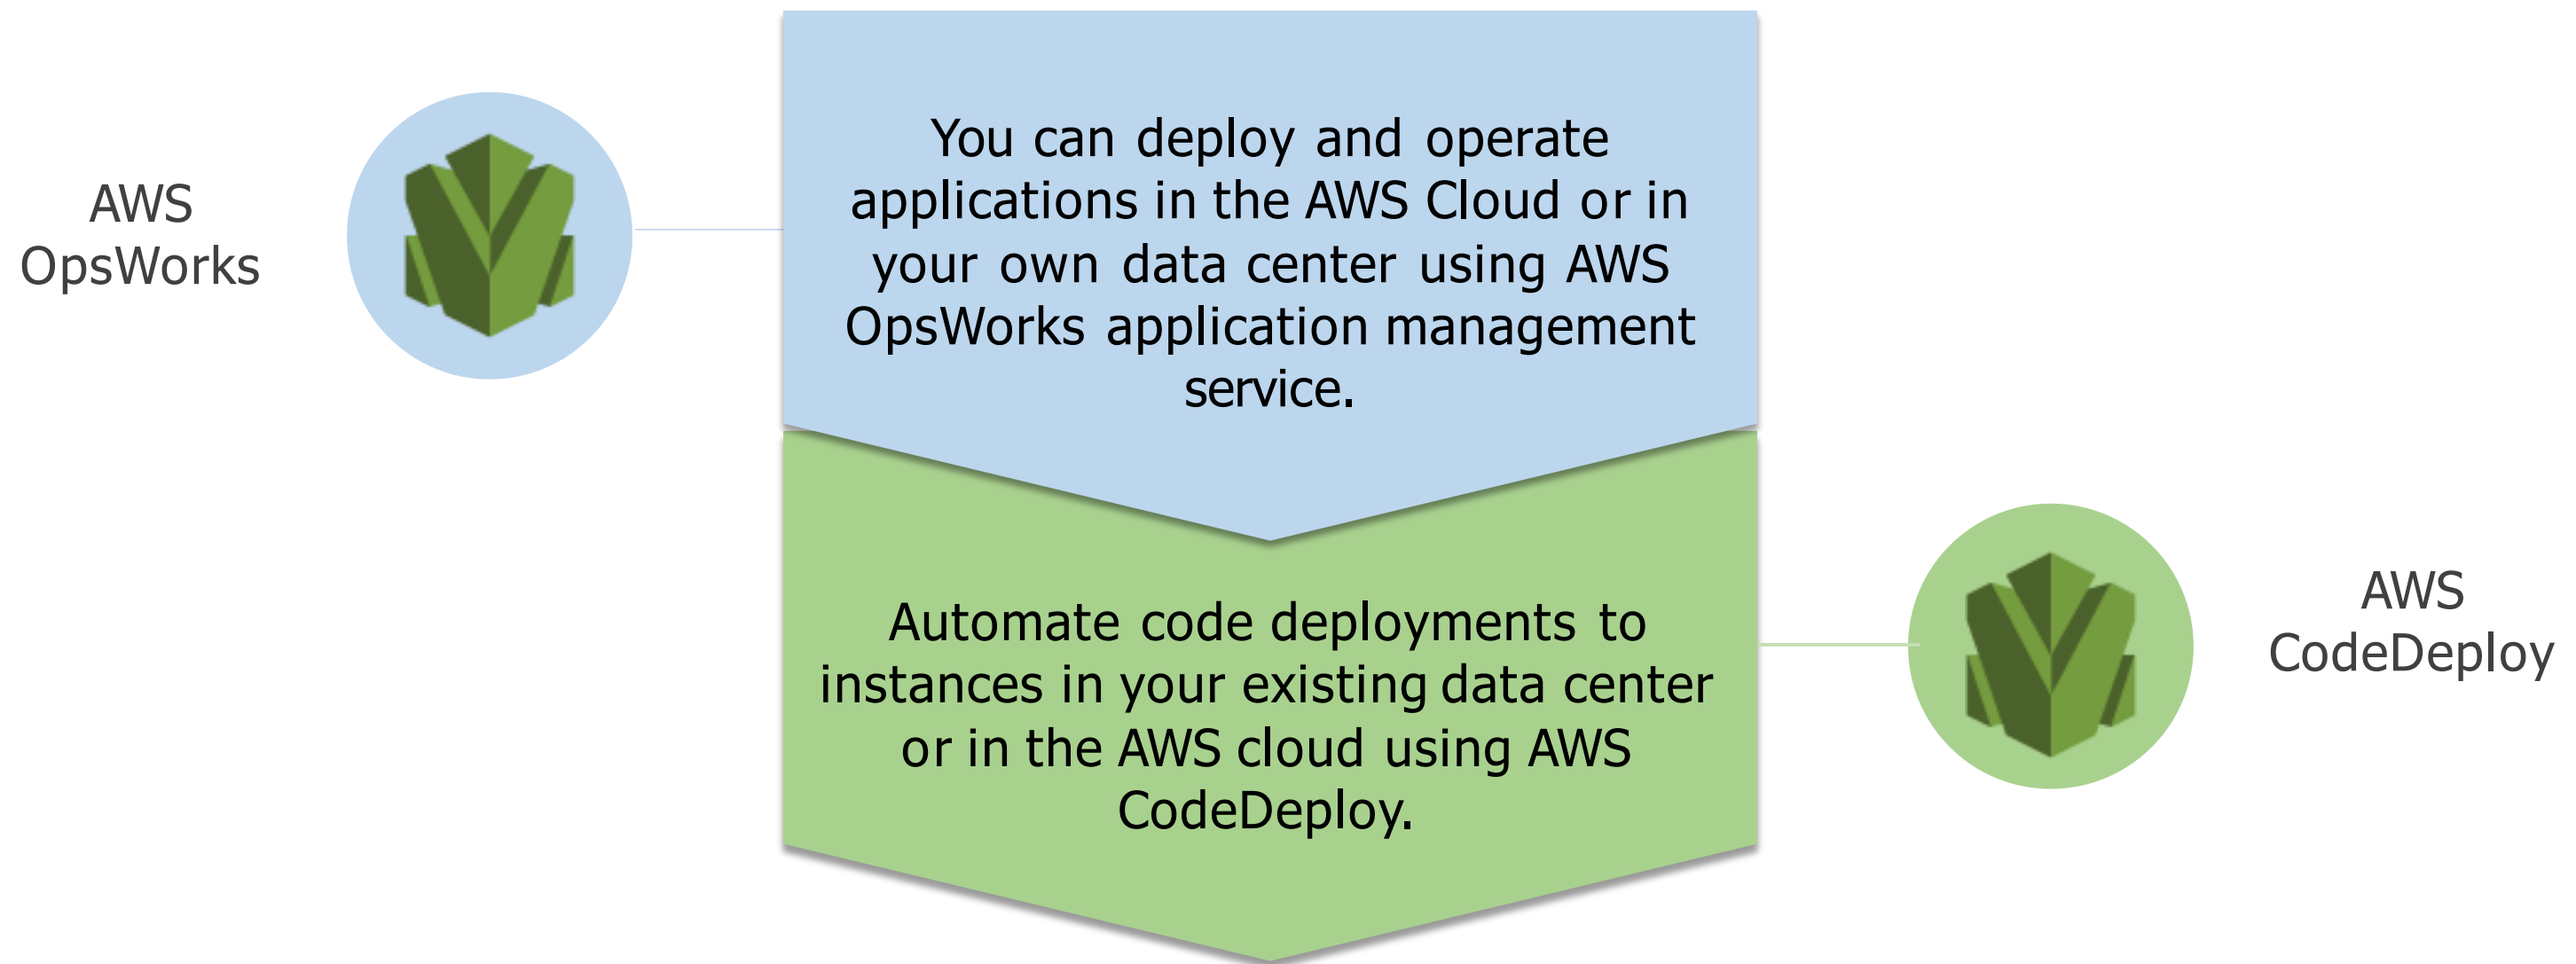 AWS
OpsWorks
You can deploy and operate
applications in the AWS Cloud or in
your own data center using AWS
OpsWorks application management
service.
Automate code deployments to
instances in your existing data center
or in the AWS cloud using AWS
CodeDeploy.
AWS
CodeDeploy